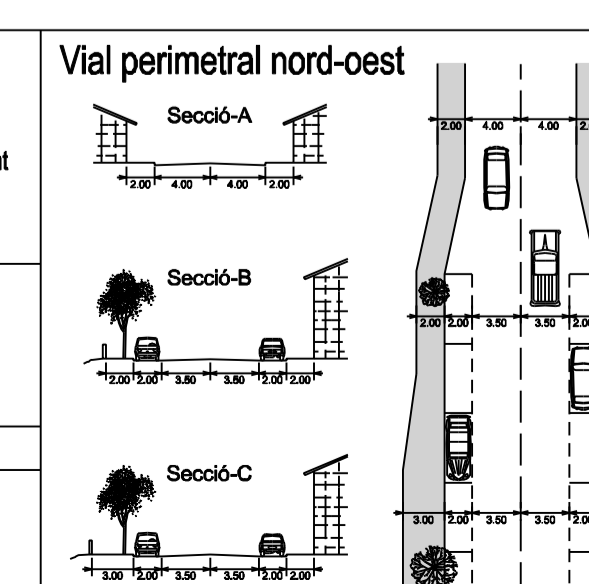 Vial perimetral nord-oest
Secció-A
2.00 4.00 4.00 2.00
Secció-B
2.00 2.00 3.50 3.50 2.00 2.00
Secció-C
3.00 2.00 3.50 3.50 2.00 2.00
2.00 4.00 4.00
2.00 2.00 3.50 3.50
3.00 2.00 3.50 3.50